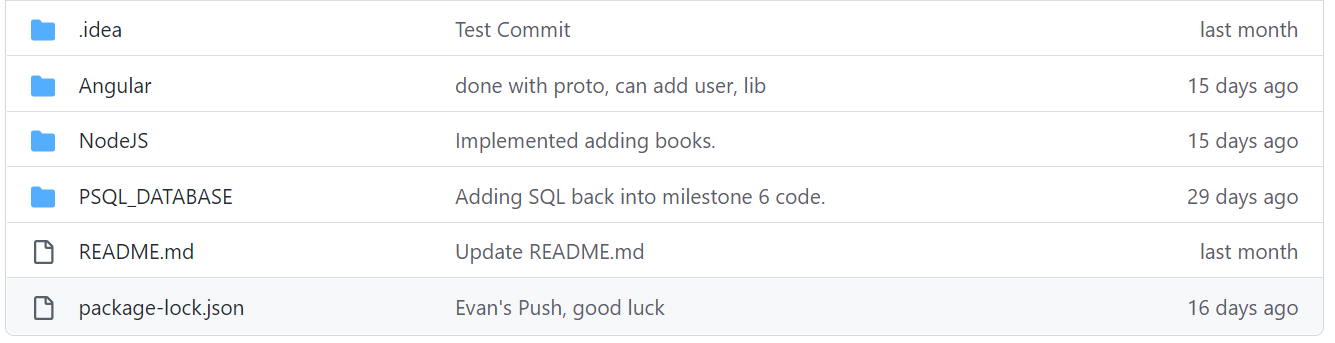 .idea Test Commit last month
Angular done with proto, can add user, lib 15 days ago
NodeJS Implemented adding books. 15 days ago
PSQL_DATABASE Adding SQL back into milestone 6 code. 29 days ago
README.md Update README.md last month
package-lock.json Evan's Push, good luck 16 days ago